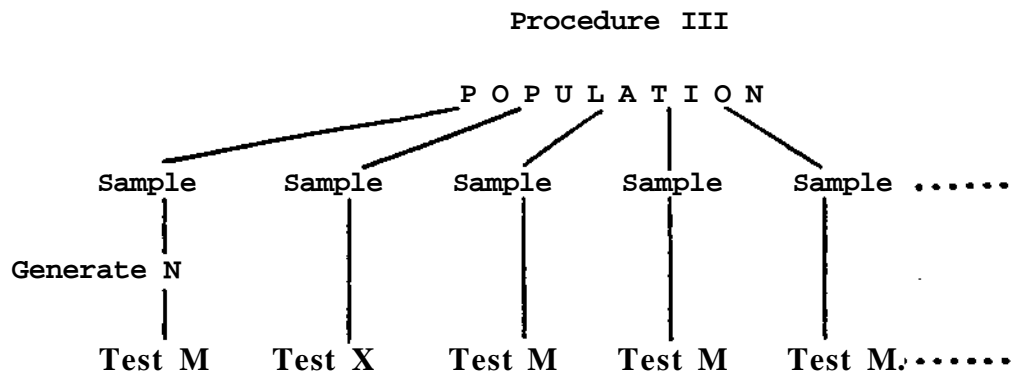 Procedure III
P O P U L A T I O N
Sample Sample Sample Sample Sample ......
Generate N
Test M Test X Test M Test M Test M.......